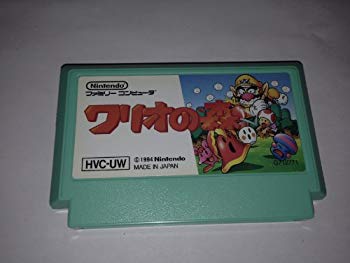 Nintendo
ファミリー コンピュータ
ワリオの森
HVC-UW
©1994 Nintendo
MADE IN JAPAN